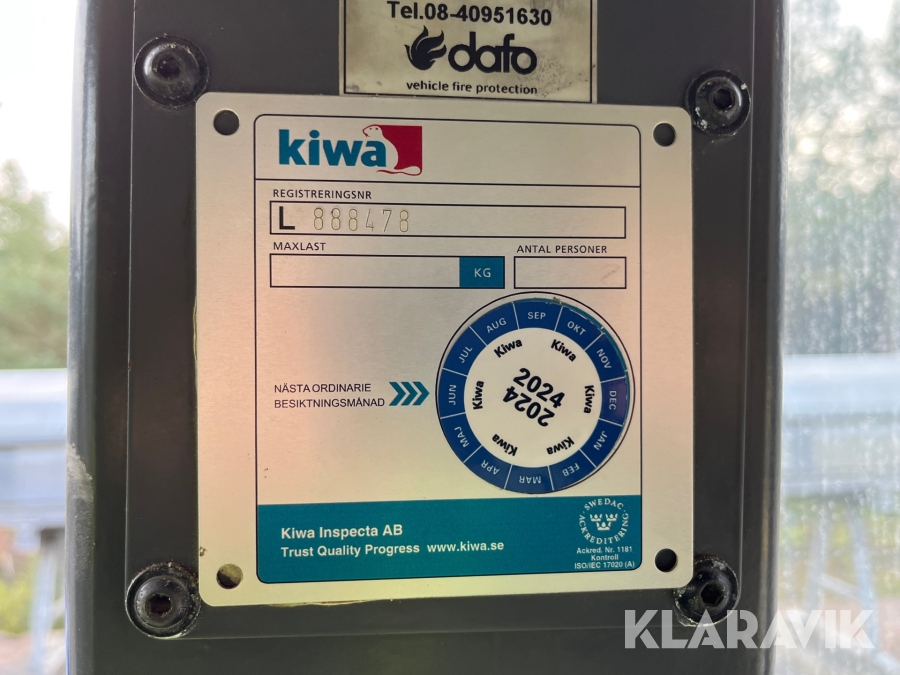 Tel.08-40951630
dafo
vehicle fire protection
kiwa
REGISTRERINGSNR
L 888478
MAXLAST
ANTAL PERSONER
KG
NÄSTA ORDINARIE
BESIKTNINGSMÅNAD
JAN FEB MAR APR MAJ JUN JUL AUG SEP OKT NOV DEC
Kiwa Kiwa Kiwa Kiwa Kiwa Kiwa
2024
2024
Kiwa Inspecta AB
Trust Quality Progress www.kiwa.se
SWEDAC
ACKREDITERING
Ackred. Nr. 1181
Kontroll
ISO/IEC 17020 (A)
KLARAVIK